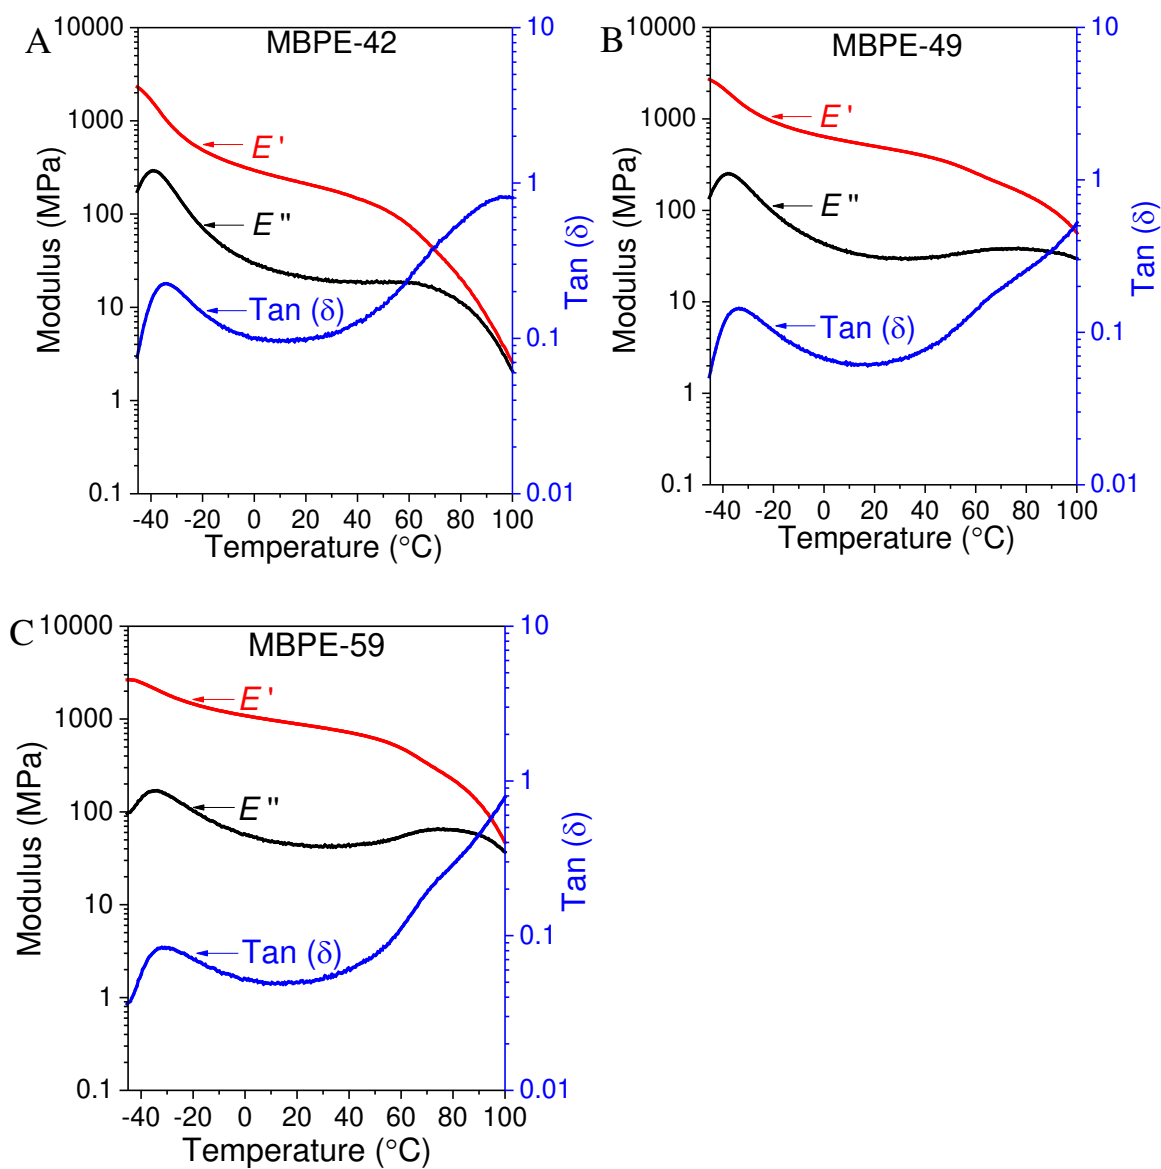 A
MBPE-42
10000
1000
100
10
1
0.1
Modulus (MPa)
E'
E"
Tan (δ)
10
1
0.1
0.01
Tan (δ)
-40 -20 0 20 40 60 80 100
Temperature (°C)
B
MBPE-49
10000
1000
100
10
1
0.1
Modulus (MPa)
E'
E"
Tan (δ)
10
1
0.1
0.01
Tan (δ)
-40 -20 0 20 40 60 80 100
Temperature (°C)
C
MBPE-59
10000
1000
100
10
1
0.1
Modulus (MPa)
E'
E"
Tan (δ)
10
1
0.1
0.01
Tan (δ)
-40 -20 0 20 40 60 80 100
Temperature (°C)